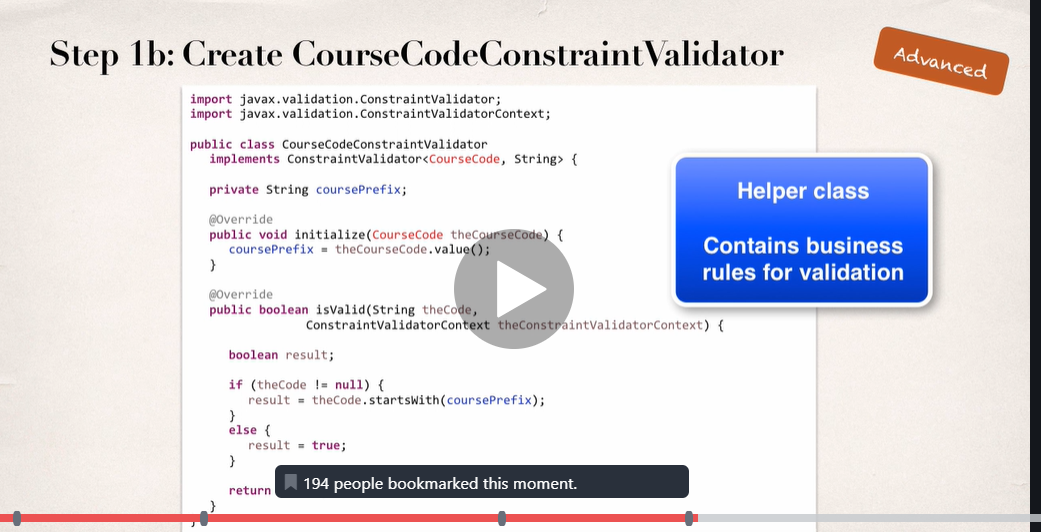 Step 1b: Create CourseCodeConstraintValidator
Advanced
import javax.validation.ConstraintValidator;
import javax.validation.ConstraintValidatorContext;
public class CourseCodeConstraintValidator
implements ConstraintValidator<CourseCode, String> {
private String coursePrefix;
@Override
public void initialize(CourseCode theCourseCode) {
coursePrefix = theCourseCode.value();
}
@Override
public boolean isValid(String theCode,
ConstraintValidatorContext theConstraintValidatorContext) {
boolean result;
if (theCode != null) {
result = theCode.startsWith(coursePrefix);
}
else {
result = true;
}
return
}
}
Helper class
Contains business
rules for validation
194 people bookmarked this moment.